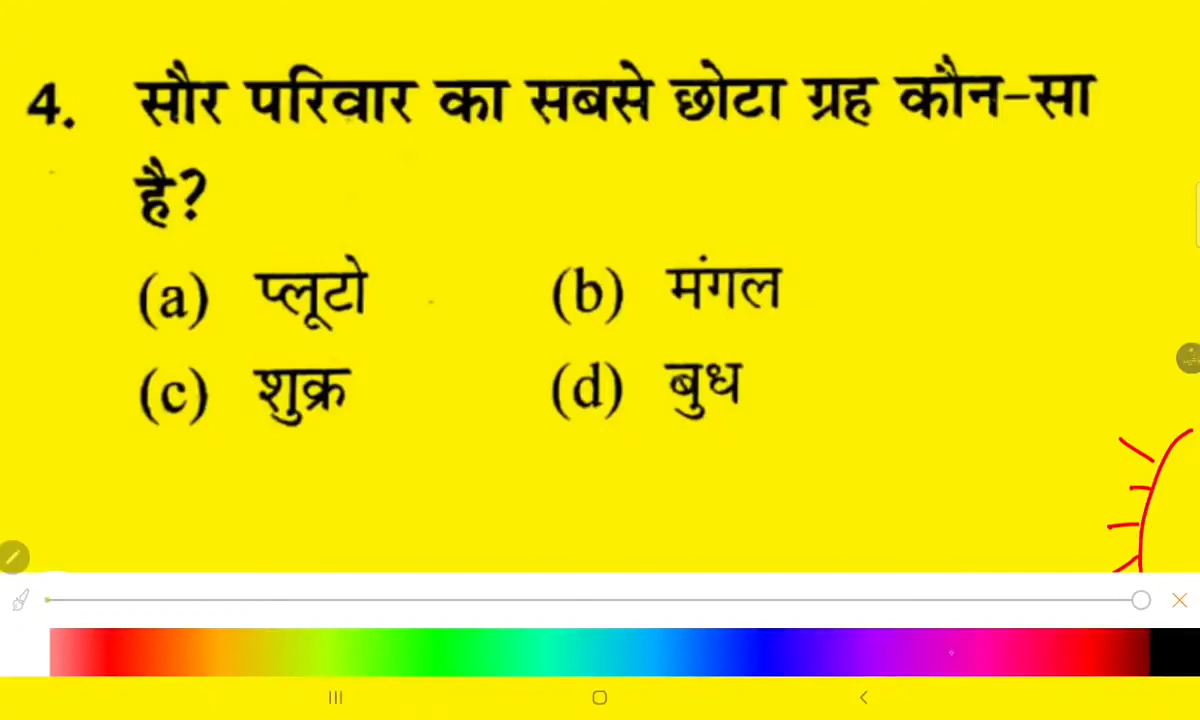 4. सौर परिवार का सबसे छोटा ग्रह कौन-सा
है?
(a) प्लूटो (b) मंगल
(c) शुक्र (d) बुध